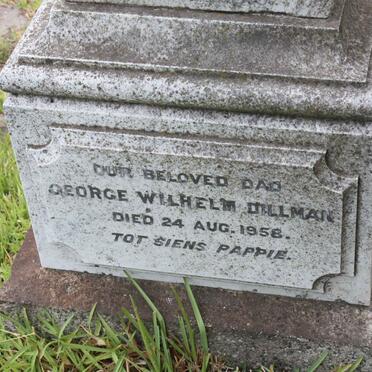 OUR BELOVED DAD
GEORGE WILHELM DILLMAN
DIED 24 AUG. 1958.
TOT SIENS PAPPIE.